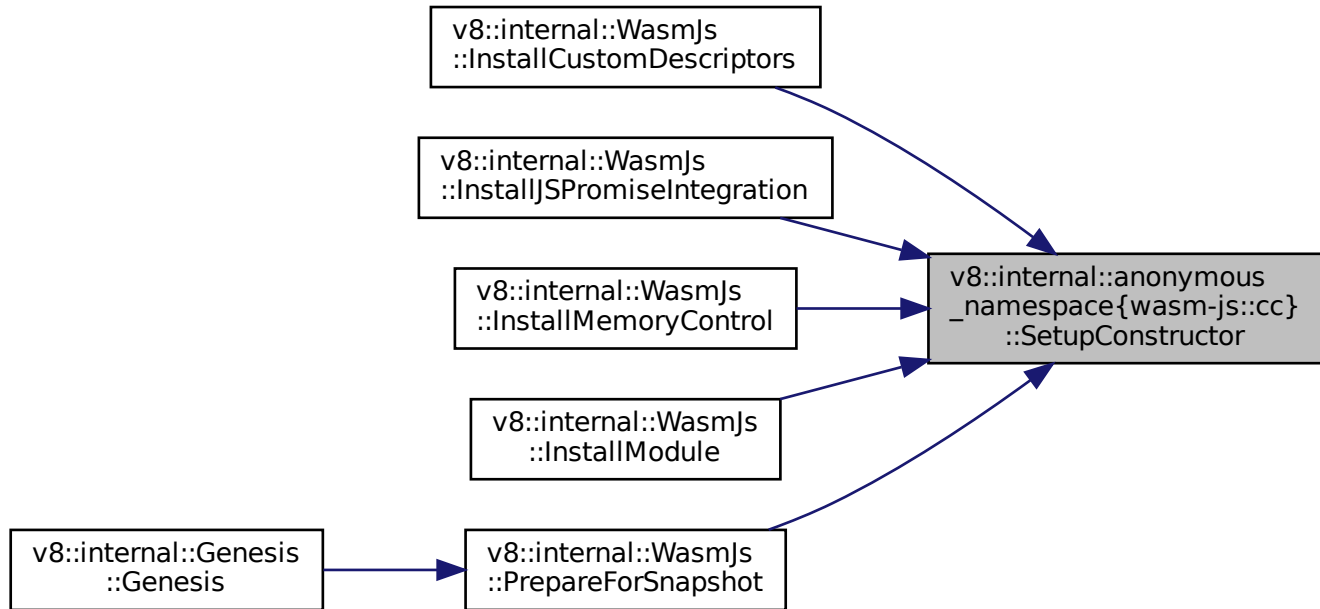 v8::internal::WasmJs
::InstallCustomDescriptors
v8::internal::WasmJs
::InstallJSPromiseIntegration
v8::internal::WasmJs
::InstallMemoryControl
v8::internal::WasmJs
::InstallModule
v8::internal::Genesis
::Genesis
v8::internal::WasmJs
::PrepareForSnapshot
v8::internal::anonymous
_namespace{wasm-js::cc}
::SetupConstructor